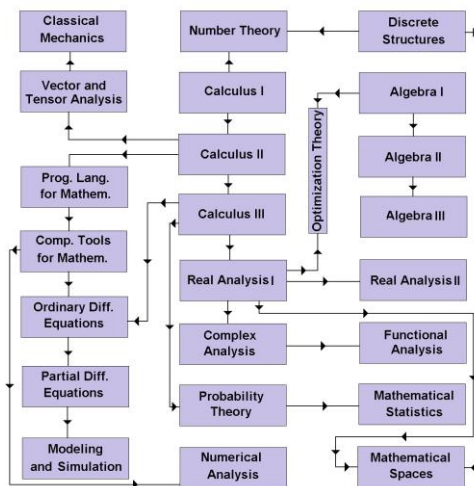 Classical
Mechanics
Number Theory
Discrete
Structures
Vector and
Tensor Analysis
Calculus I
Optimization Theory
Algebra I
Calculus II
Algebra II
Prog. Lang.
for Mathem.
Calculus III
Algebra III
Comp. Tools
for Mathem.
Real Analysis I
Real Analysis II
Ordinary Diff.
Equations
Complex
Analysis
Functional
Analysis
Partial Diff.
Equations
Probability
Theory
Mathematical
Statistics
Modeling
and Simulation
Numerical
Analysis
Mathematical
Spaces